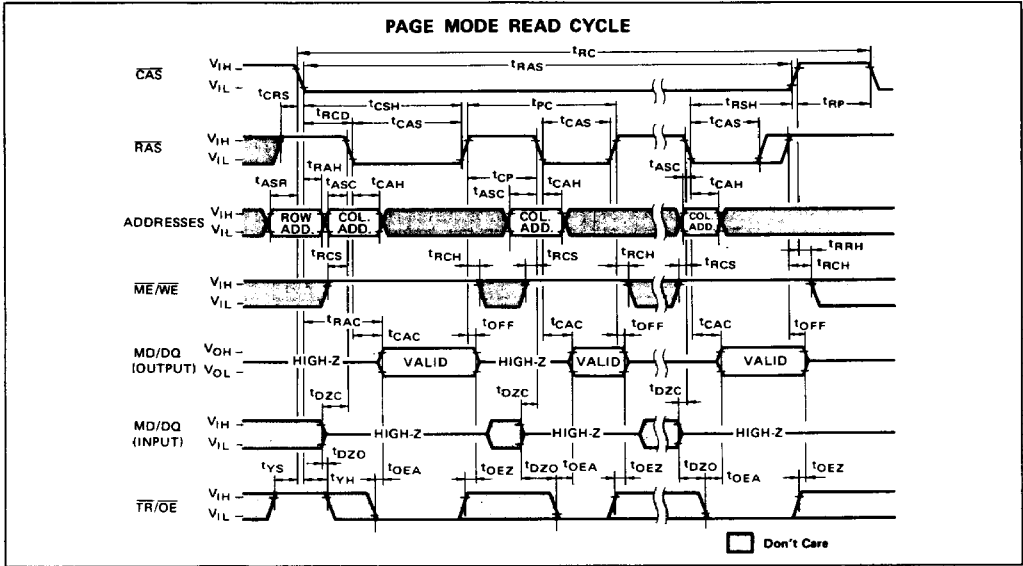 PAGE MODE READ CYCLE
tRC
CAS VIH VIL tRAS
tCRS tCSH tPC tRSH tRP
tRCD tCAS tCAS tCAS
RAS VIH VIL
tRAH tCP tASC
tASR tASC tCAH tASC tCAH tCAH
ADDRESSES VIH VIL ROW ADD. COL. ADD. COL. ADD. COL. ADD.
tRRH
tRCS tRCH tRCS tRCH tRCS tRCH
ME/WE VIH VIL
tRAC tOFF tOFF
tCAC tCAC tCAC tOFF
MD/DQ (OUTPUT) VOH VOL HIGH-Z VALID HIGH-Z VALID VALID
tDZC tDZC tDZC
MD/DQ (INPUT) VIH VIL HIGH-Z HIGH-Z HIGH-Z
tDZO
tYS tYH tOEA tOEZ tDZO tOEA tOEZ tDZO tOEA tOEZ
TR/OE VIH VIL
Don't Care